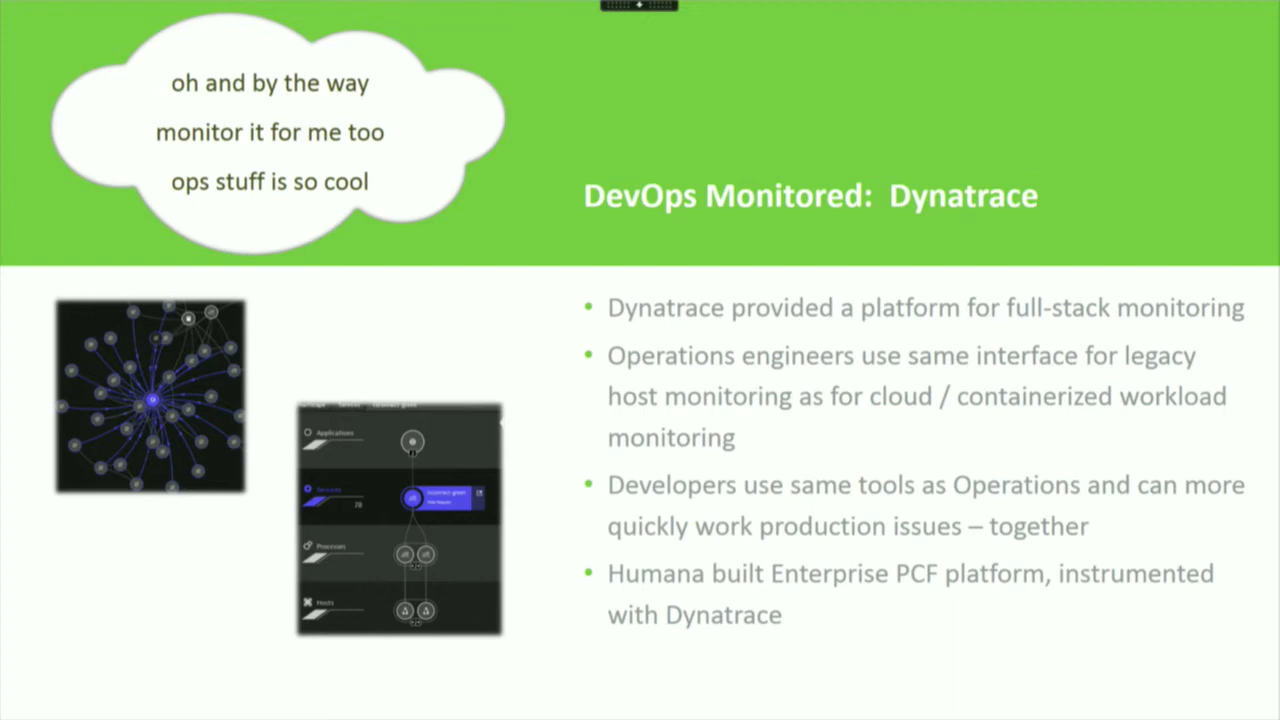 oh and by the way
monitor it for me too
ops stuff is so cool
DevOps Monitored:  Dynatrace
• Dynatrace provided a platform for full-stack monitoring
• Operations engineers use same interface for legacy
host monitoring as for cloud / containerized workload
monitoring
• Developers use same tools as Operations and can more
quickly work production issues – together
• Humana built Enterprise PCF platform, instrumented
with Dynatrace
Applications
Services
78
Processes
Hosts